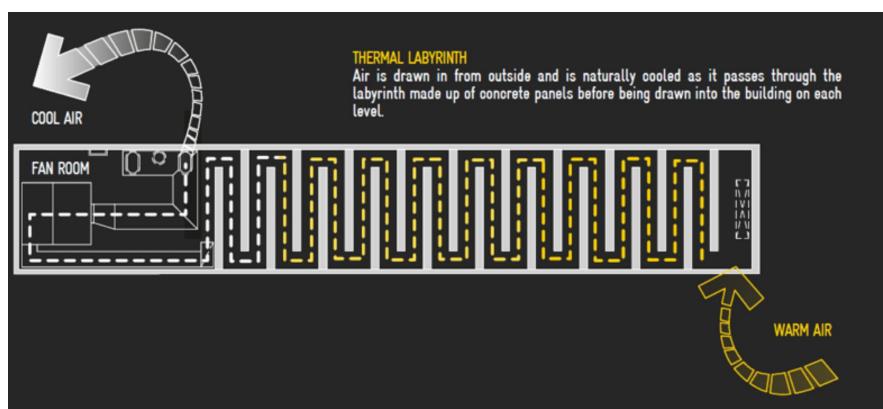 THERMAL LABYRINTH
Air is drawn in from outside and is naturally cooled as it passes through the
labyrinth made up of concrete panels before being drawn into the building on each
level.
COOL AIR
FAN ROOM
WARM AIR